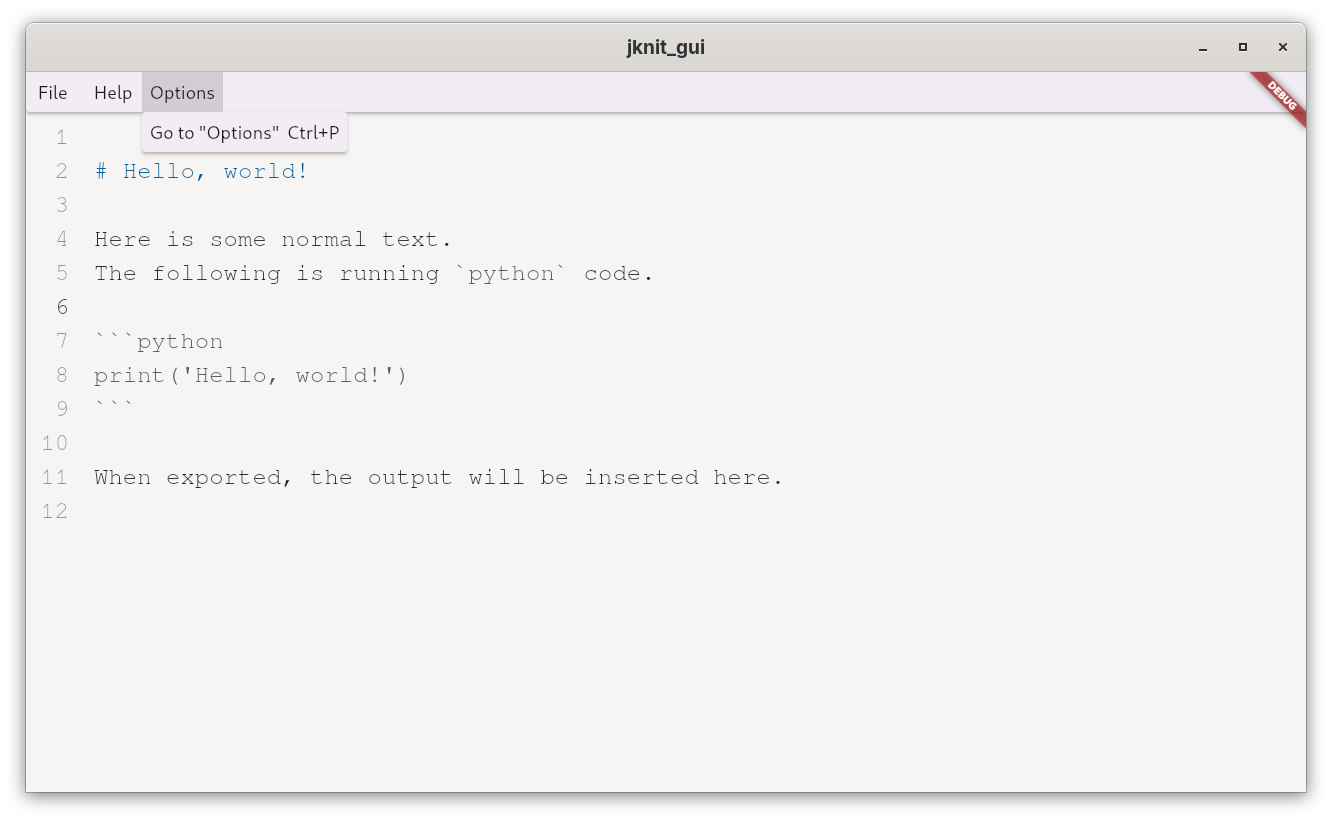 jknit_gui
File Help Options
DEBUG
Go to "Options" Ctrl+P
1
2 # Hello, world!
3
4 Here is some normal text.
5 The following is running `python` code.
6
7 ```python
8 print('Hello, world!')
9 ```
10
11 When exported, the output will be inserted here.
12